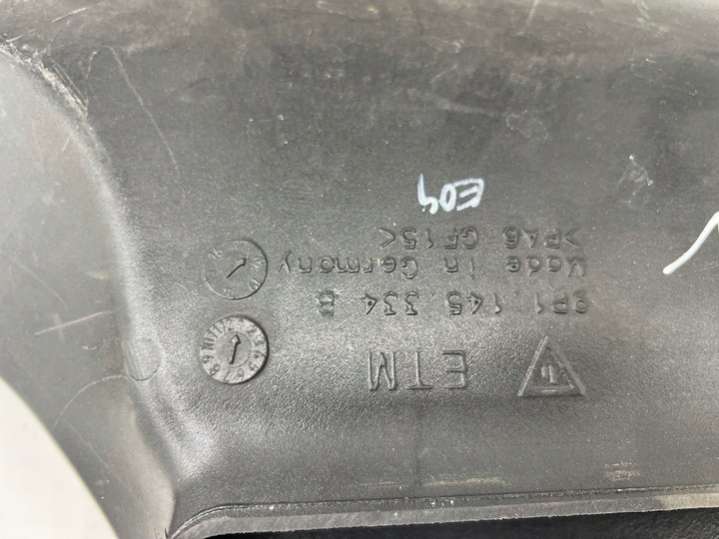 ETM
8P1 145 334 B
Made in Germany
>PA6 GF15<
E04